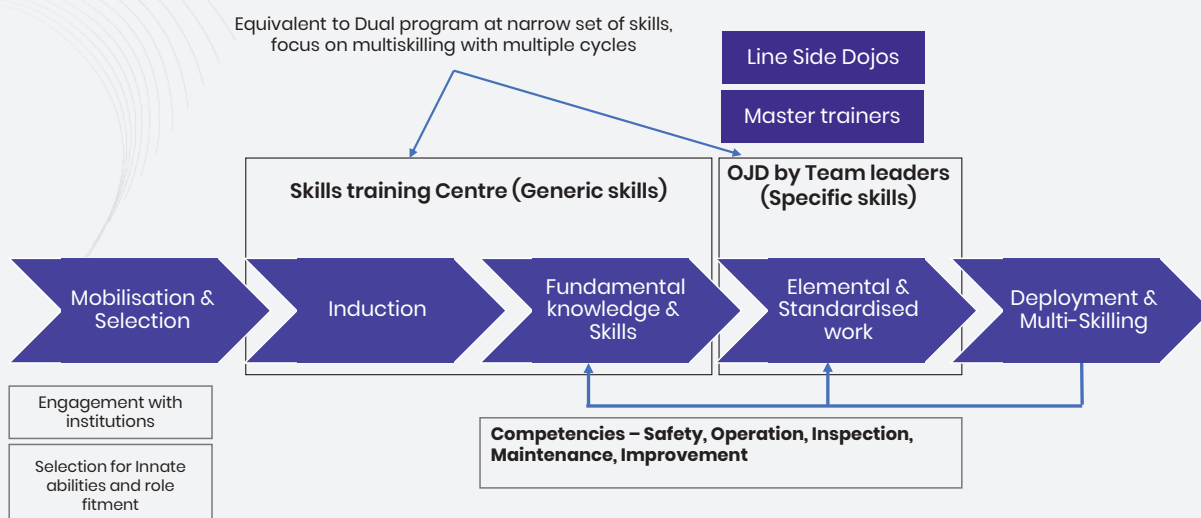 Equivalent to Dual program at narrow set of skills,
focus on multiskilling with multiple cycles
Line Side Dojos
Master trainers
Skills training Centre (Generic skills)
OJD by Team leaders
(Specific skills)
Mobilisation &
Selection
Induction
Fundamental
knowledge &
Skills
Elemental &
Standardised
work
Deployment &
Multi-Skilling
Engagement with
institutions
Selection for Innate
abilities and role
fitment
Competencies – Safety, Operation, Inspection,
Maintenance, Improvement